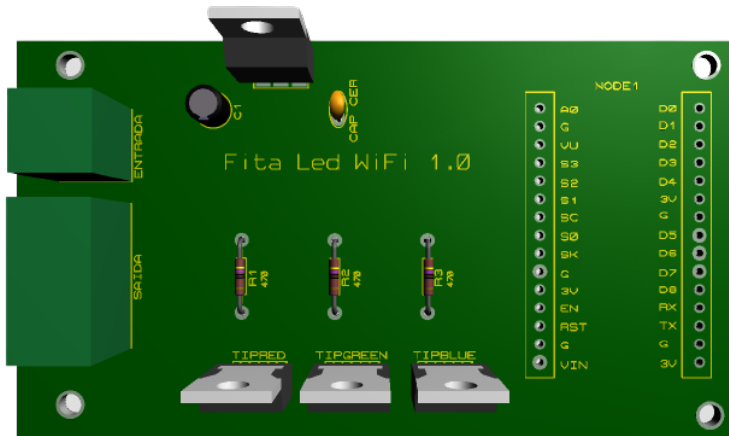 NODE1
ENTRADA
C1
CAP CER
Fita Led WiFi 1.0
SAIDA
R1
470
R2
470
R3
470
TIPRED
TIPGREEN
TIPBLUE
A0
G
VU
S3
S2
S1
SC
S0
SK
G
3V
EN
RST
G
VIN
D0
D1
D2
D3
D4
3V
G
D5
D6
D7
D8
RX
TX
G
3V